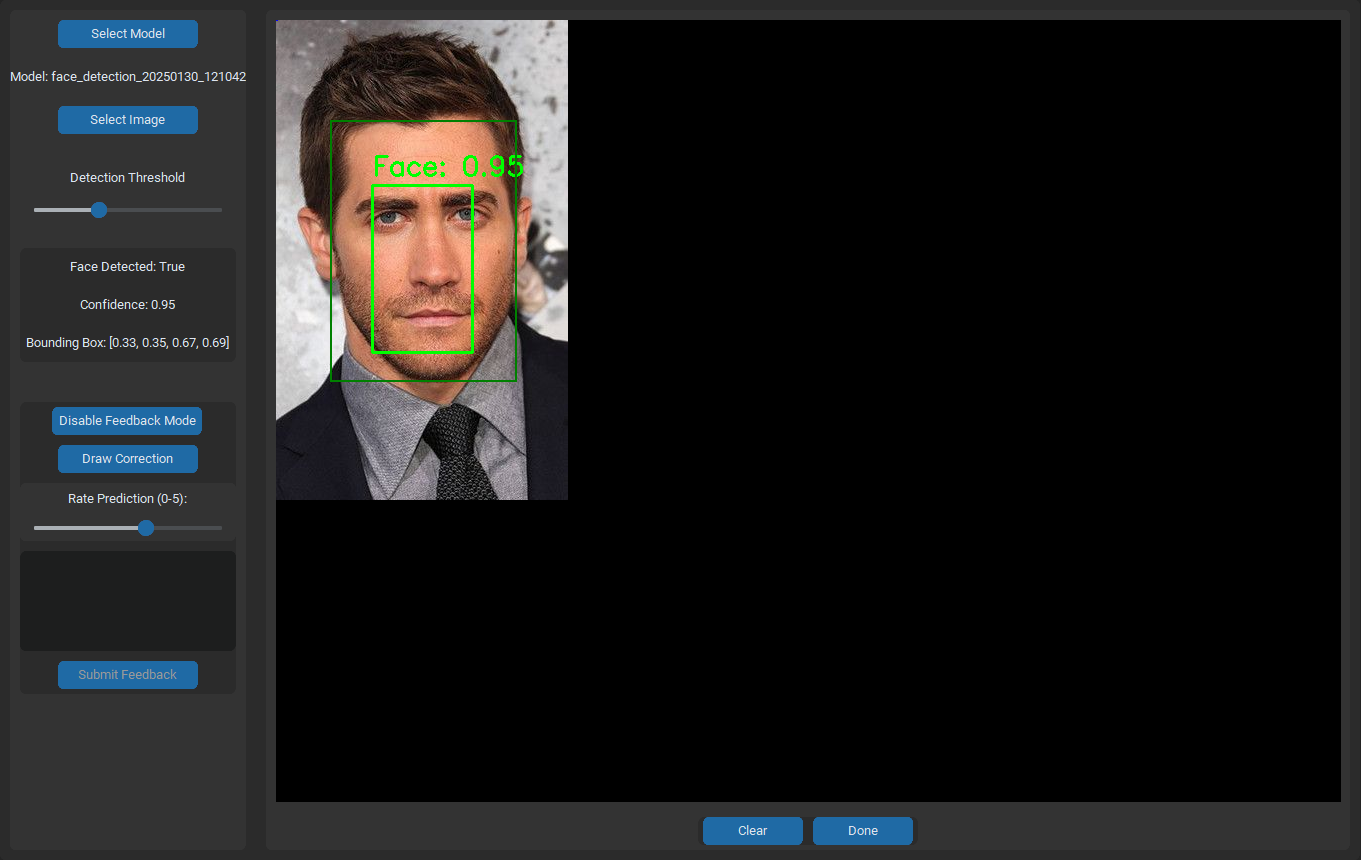 Select Model
Model: face_detection_20250130_121042
Select Image
Detection Threshold
Face Detected: True
Confidence: 0.95
Bounding Box: [0.33, 0.35, 0.67, 0.69]
Disable Feedback Mode
Draw Correction
Rate Prediction (0-5):
Submit Feedback
Face: 0.95
Clear
Done